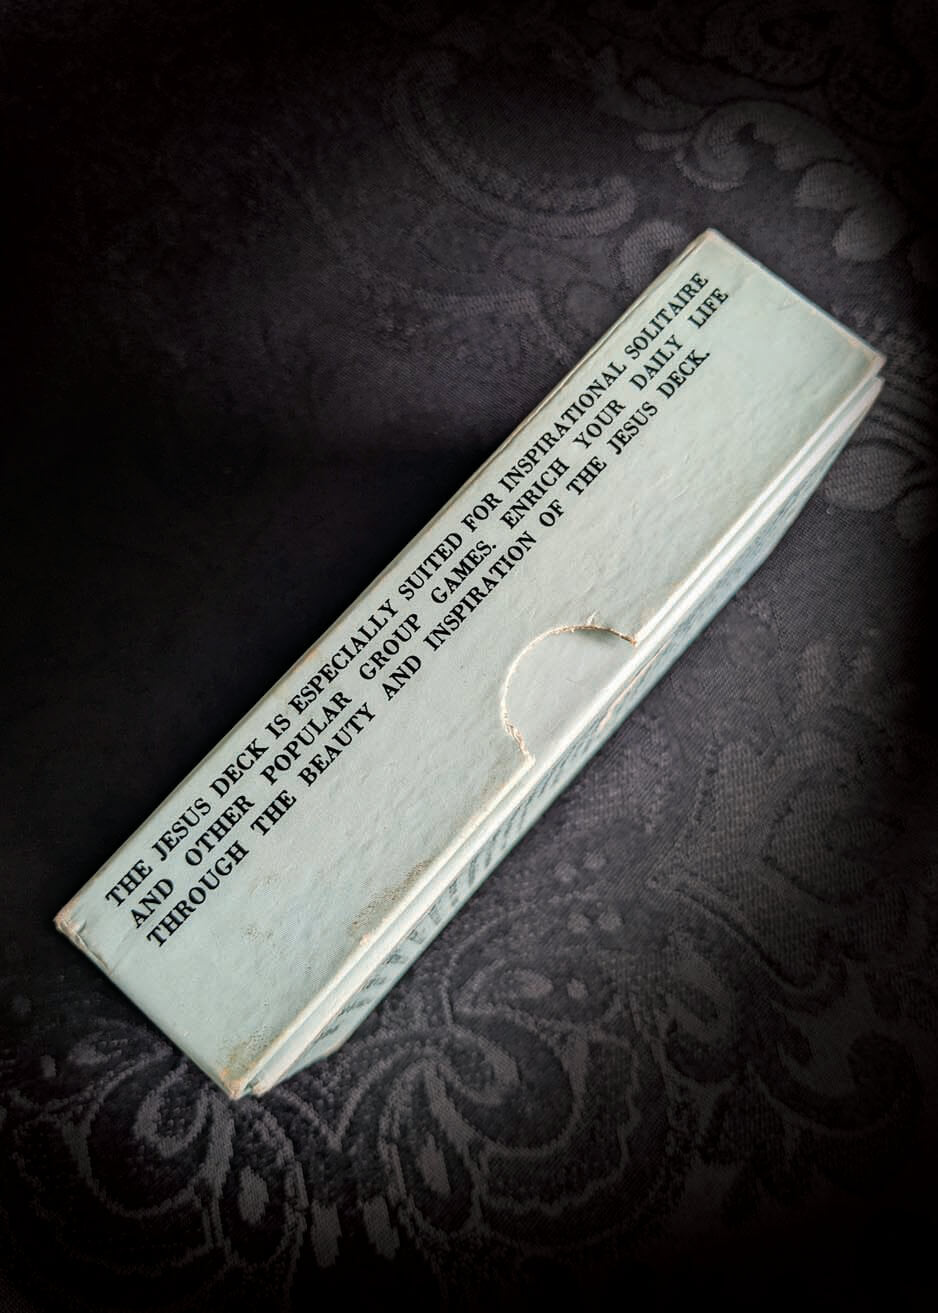 THE JESUS DECK IS ESPECIALLY SUITED FOR INSPIRATIONAL SOLITAIRE
AND OTHER POPULAR GROUP GAMES. ENRICH YOUR DAILY LIFE
THROUGH THE BEAUTY AND INSPIRATION OF THE JESUS DECK.